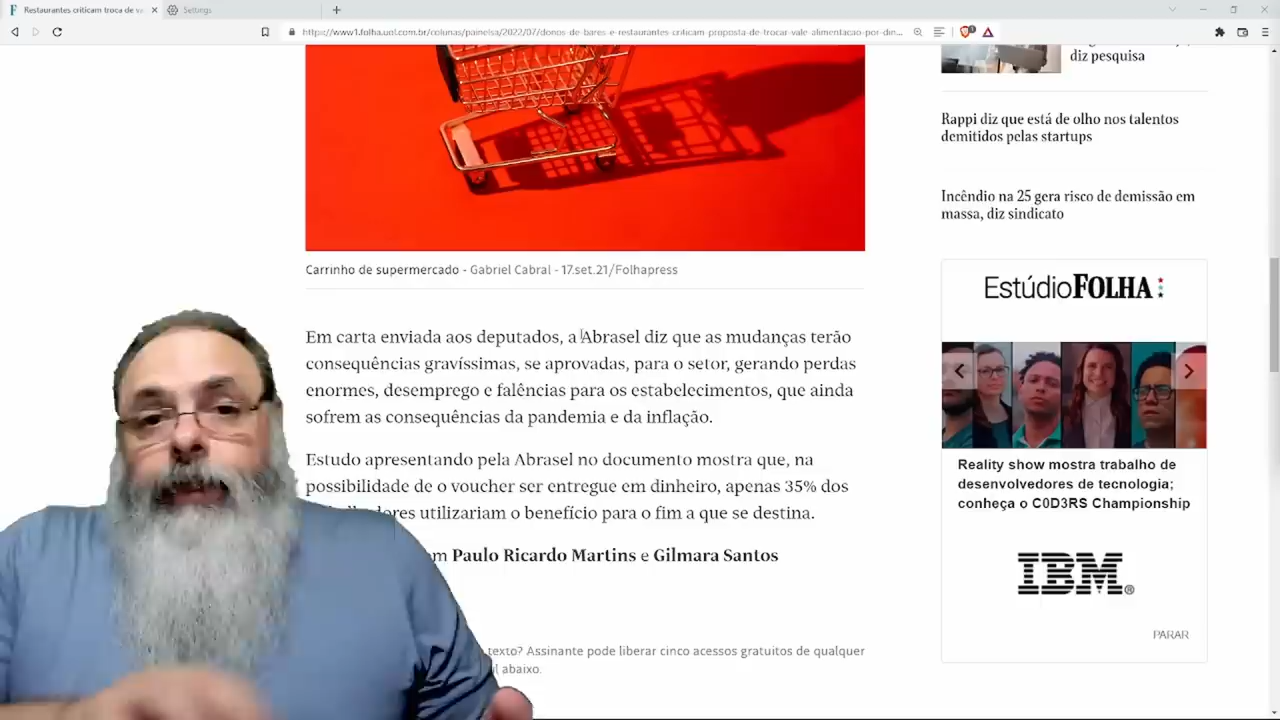 Restaurantes criticam troca de va
Settings
https://www1.folha.uol.com.br/colunas/painelsa/2022/07/donos-de-bares-e-restaurantes-criticam-proposta-de-trocar-vale-alimentacao-por-din...
diz pesquisa
Rappi diz que está de olho nos talentos
demitidos pelas startups
Incêndio na 25 gera risco de demissão em
massa, diz sindicato
Carrinho de supermercado - Gabriel Cabral - 17.set.21/Folhapress
Em carta enviada aos deputados, a Abrasel diz que as mudanças terão
consequências gravíssimas, se aprovadas, para o setor, gerando perdas
enormes, desemprego e falências para os estabelecimentos, que ainda
sofrem as consequências da pandemia e da inflação.
Estudo apresentando pela Abrasel no documento mostra que, na
possibilidade de o voucher ser entregue em dinheiro, apenas 35% dos
utilizariam o benefício para o fim a que se destina.
Paulo Ricardo Martins e Gilmara Santos
texto? Assinante pode liberar cinco acessos gratuitos de qualquer
abaixo.
Estúdio FOLHA
Reality show mostra trabalho de
desenvolvedores de tecnologia;
conheça o C0D3RS Championship
IBM
PARAR